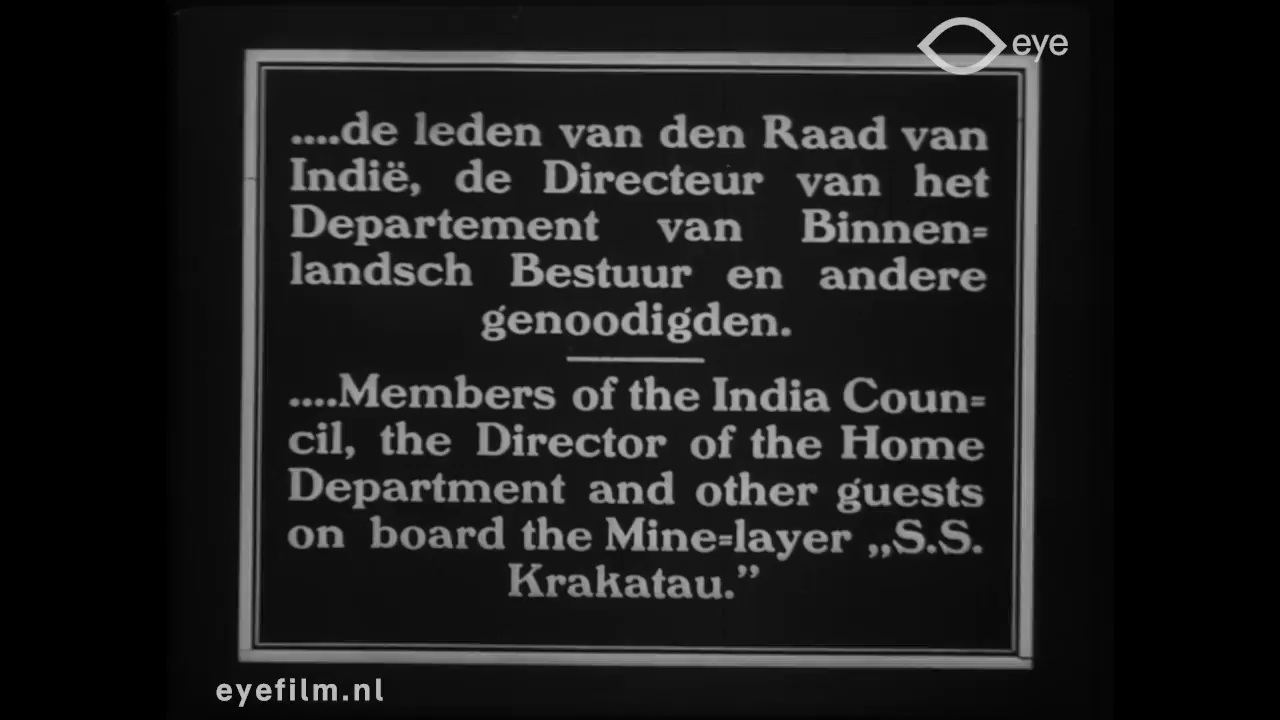 eye
....de leden van den Raad van
Indië, de Directeur van het
Departement van Binnen=
landsch Bestuur en andere
genoodigden.
....Members of the India Coun=
cil, the Director of the Home
Department and other guests
on board the Mine=layer „S.S.
Krakatau.”
eyefilm.nl